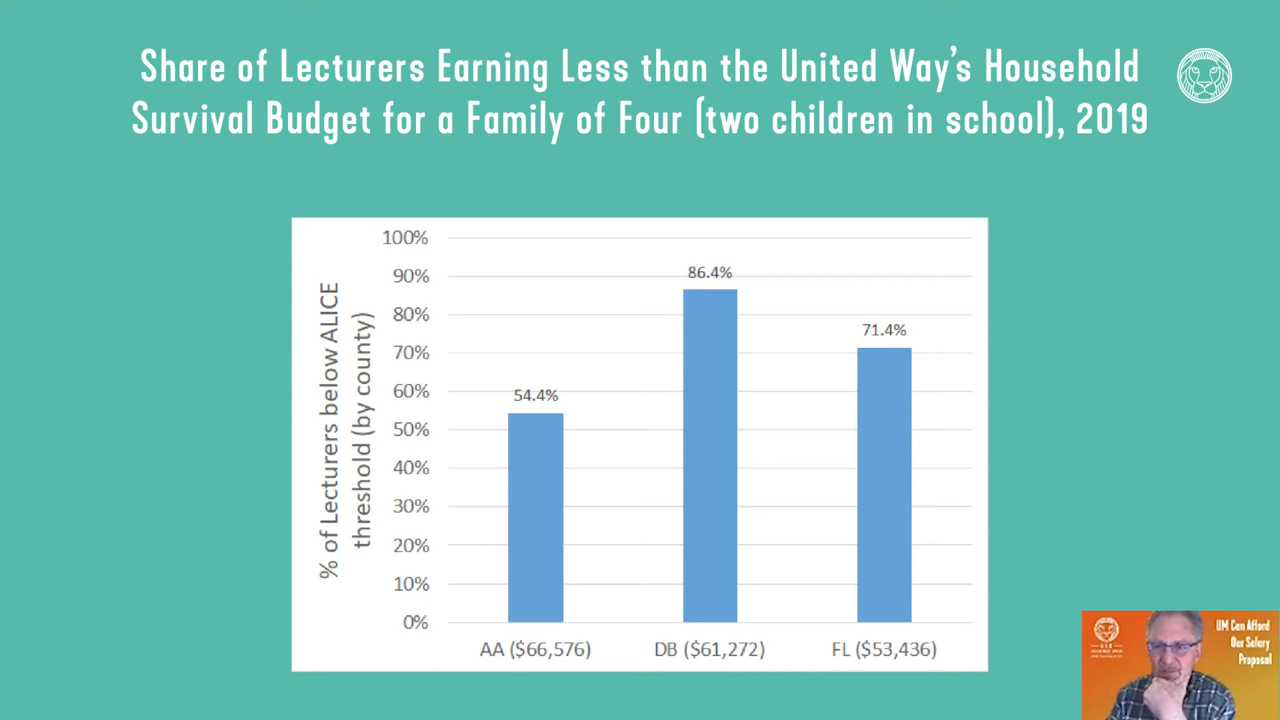 Share of Lecturers Earning Less than the United Way's Household
Survival Budget for a Family of Four (two children in school), 2019
% of Lecturers below ALICE
threshold (by county)
100%
90%
80%
70%
60%
50%
40%
30%
20%
10%
0%
54.4%
86.4%
71.4%
AA ($66,576)
DB ($61,272)
FL ($53,436)
UM Can Afford
Our Salary
Proposal